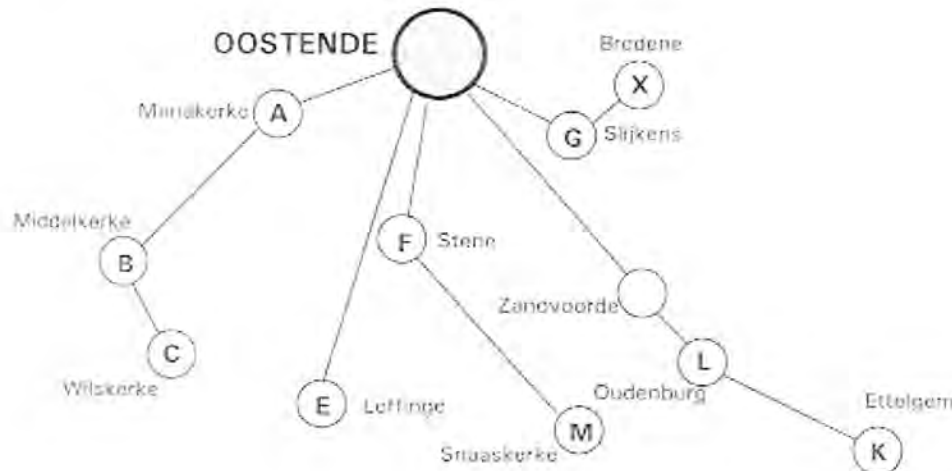 OOSTENDE
Bredene
X
Mariakerke
A
G
Slijkens
Middelkerke
B
F
Stene
Zandvoorde
C
Wilskerke
L
Oudenburg
E
Leffinge
Ettelgem
M
Snaaskerke
K